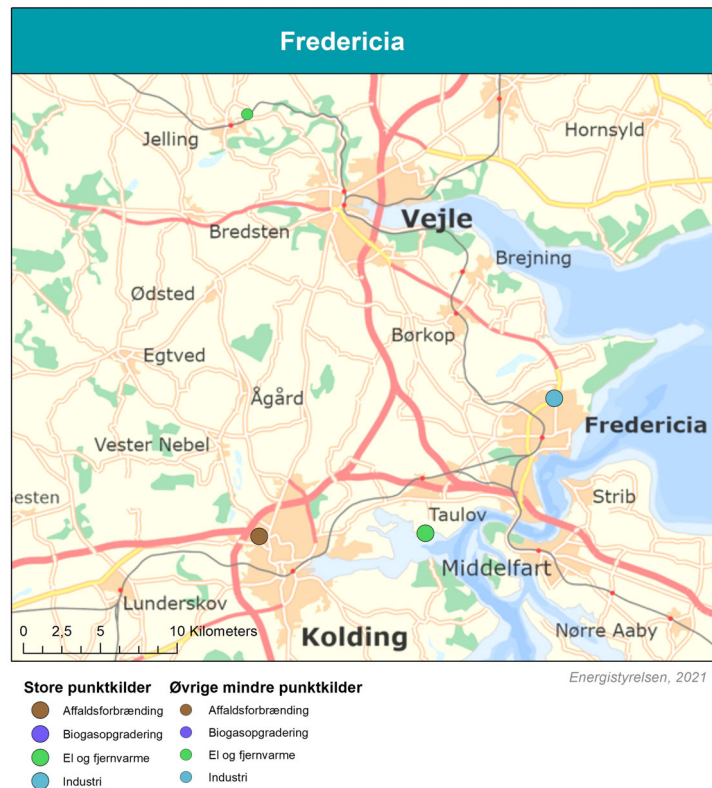 Fredericia
Jelling
Hornsyld
Vejle
Bredsten
Brejning
Ødsted
Børkop
Egtved
Ågård
Fredericia
Vester Nebel
esten
Strib
Taulov
Middelfart
Lunderskov
0 2,5 5 10 Kilometers
Kolding
Nørre Aaby
Energistyrelsen, 2021
Store punktkilder Øvrige mindre punktkilder
Affaldsforbrænding Affaldsforbrænding
Biogasopgradering Biogasopgradering
El og fjernvarme El og fjernvarme
Industri Industri